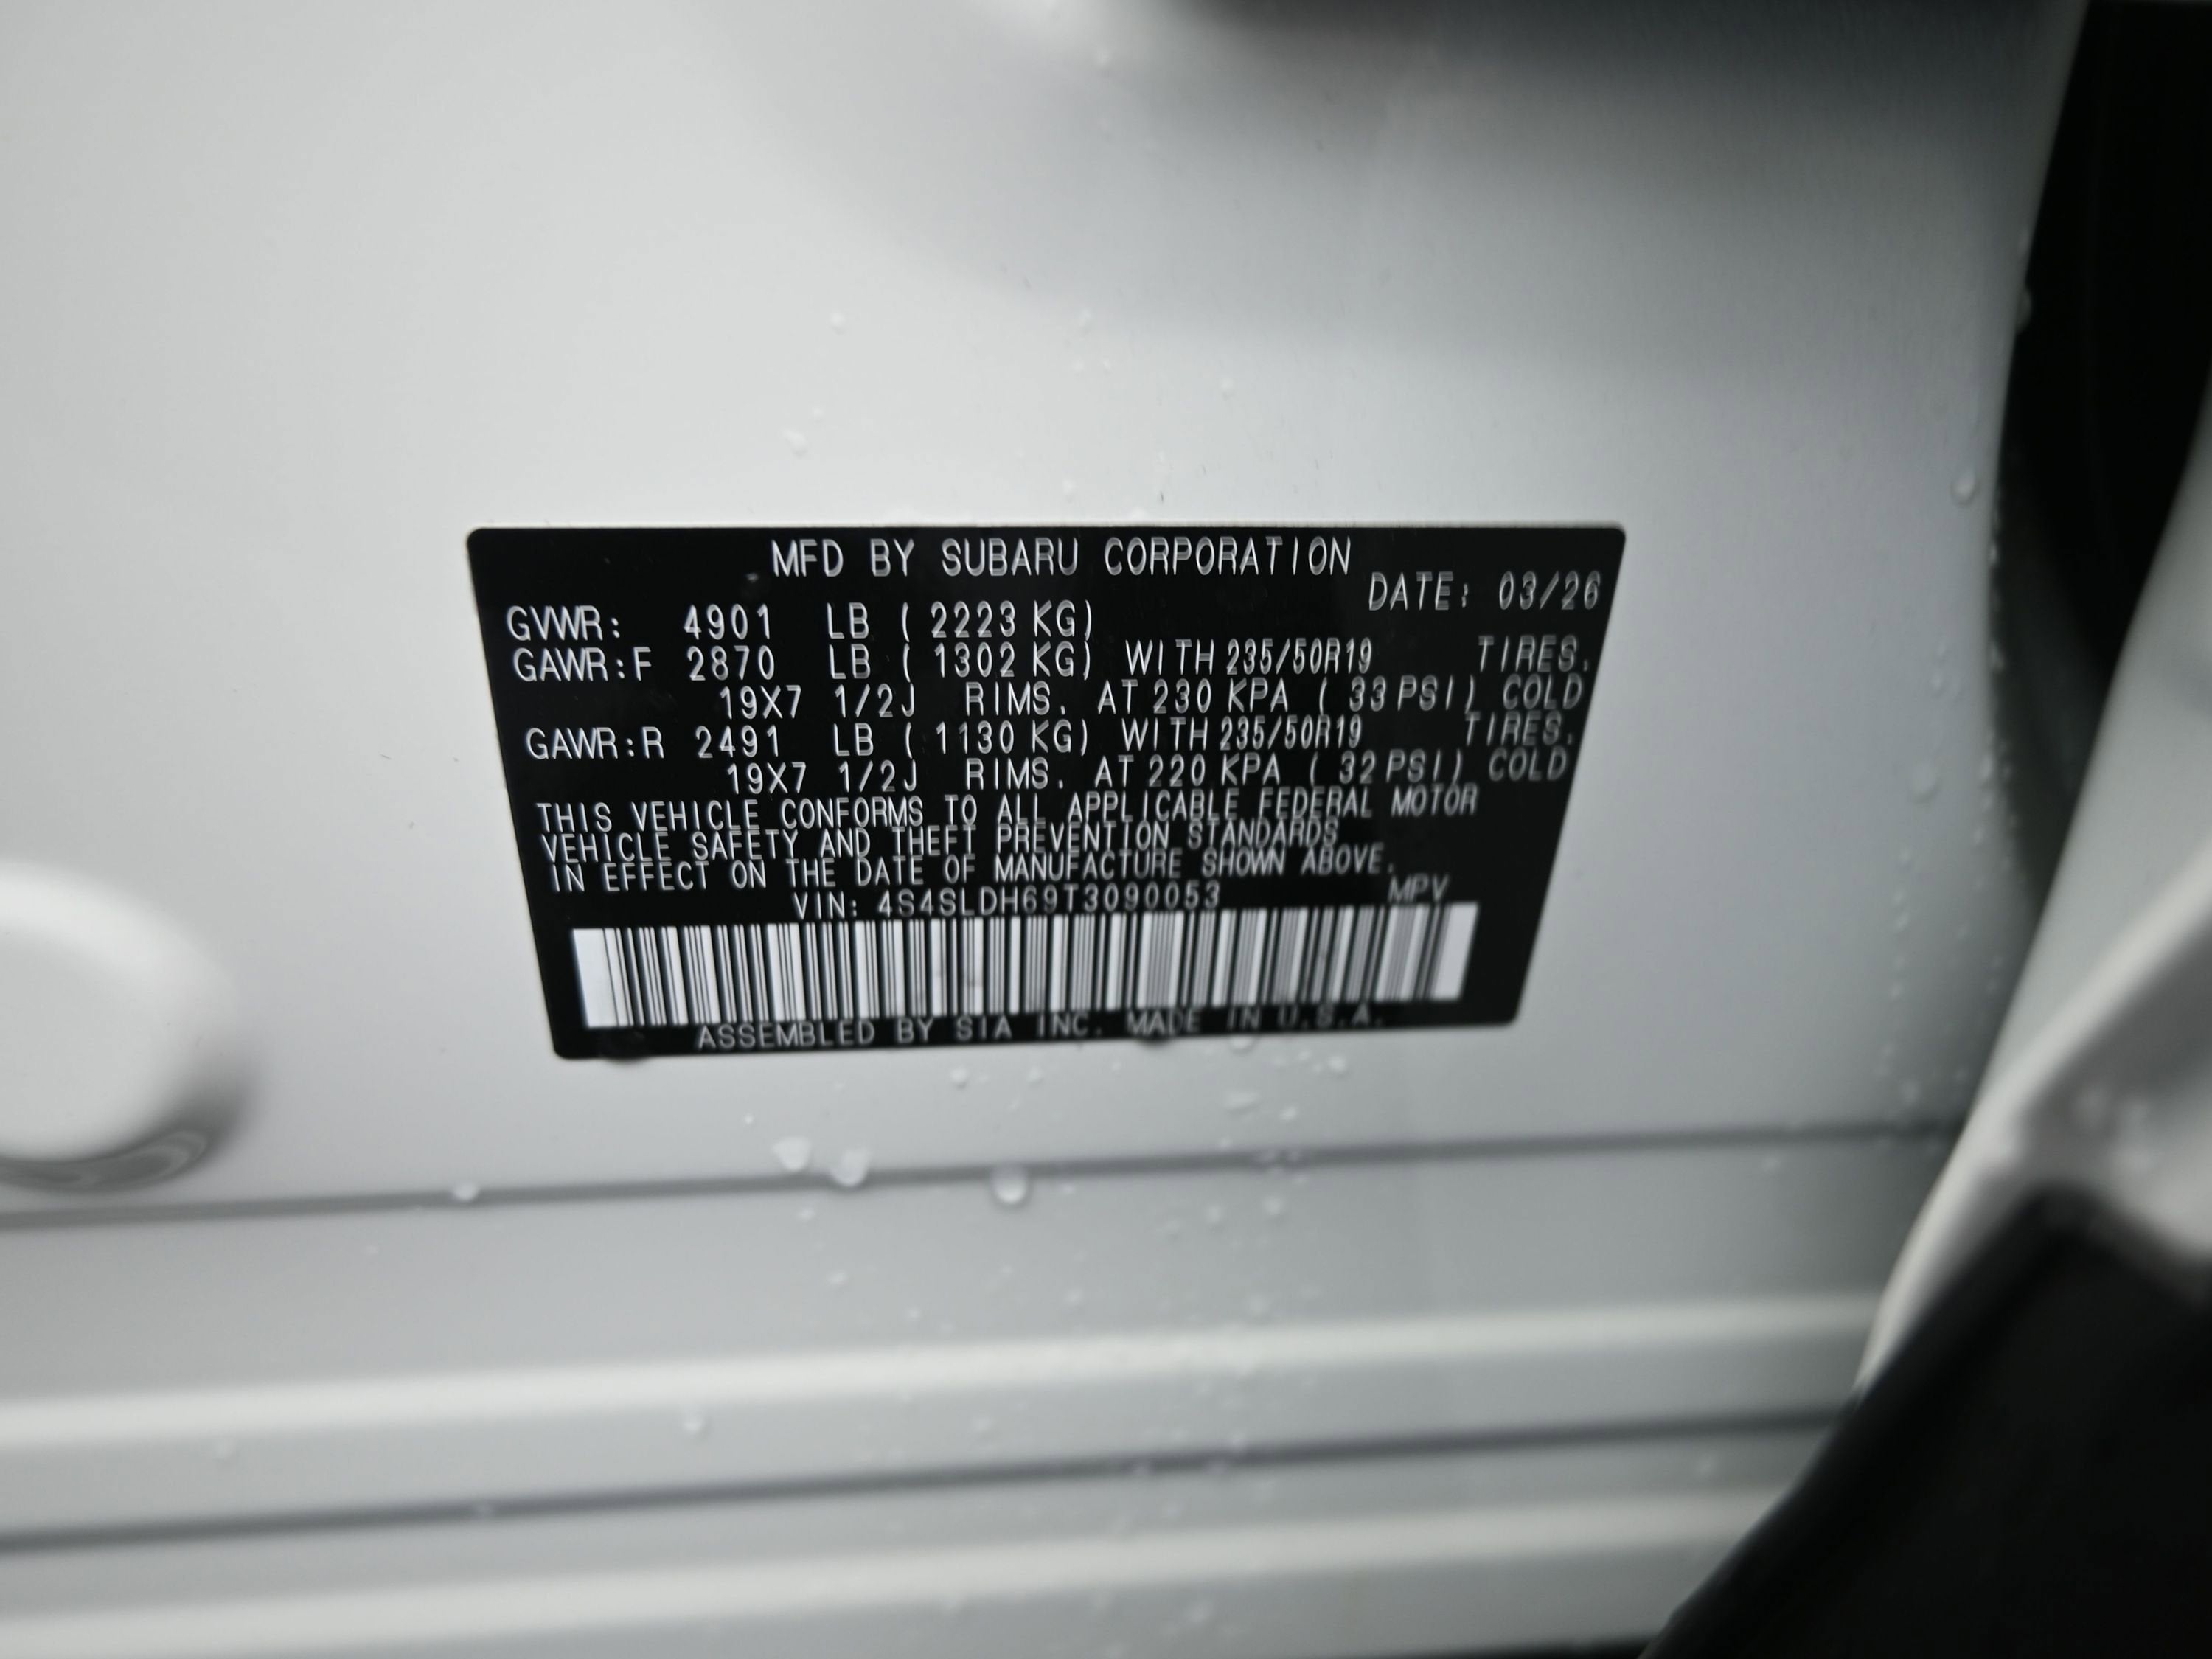 MFD BY SUBARU CORPORATION
DATE: 03/26
GVWR: 4901 LB ( 2223 KG)
GAWR:F 2870 LB ( 1302 KG) WITH 235/50R19 TIRES.
19X7 1/2J RIMS. AT 230 KPA ( 33 PSI) COLD
GAWR:R 2491 LB ( 1130 KG) WITH 235/50R19 TIRES.
19X7 1/2J RIMS. AT 220 KPA ( 32 PSI) COLD
THIS VEHICLE CONFORMS TO ALL APPLICABLE FEDERAL MOTOR
VEHICLE SAFETY AND THEFT PREVENTION STANDARDS
IN EFFECT ON THE DATE OF MANUFACTURE SHOWN ABOVE.
VIN: 4S4SLDH69T3090053 MPV
ASSEMBLED BY SIA INC. MADE IN U.S.A.